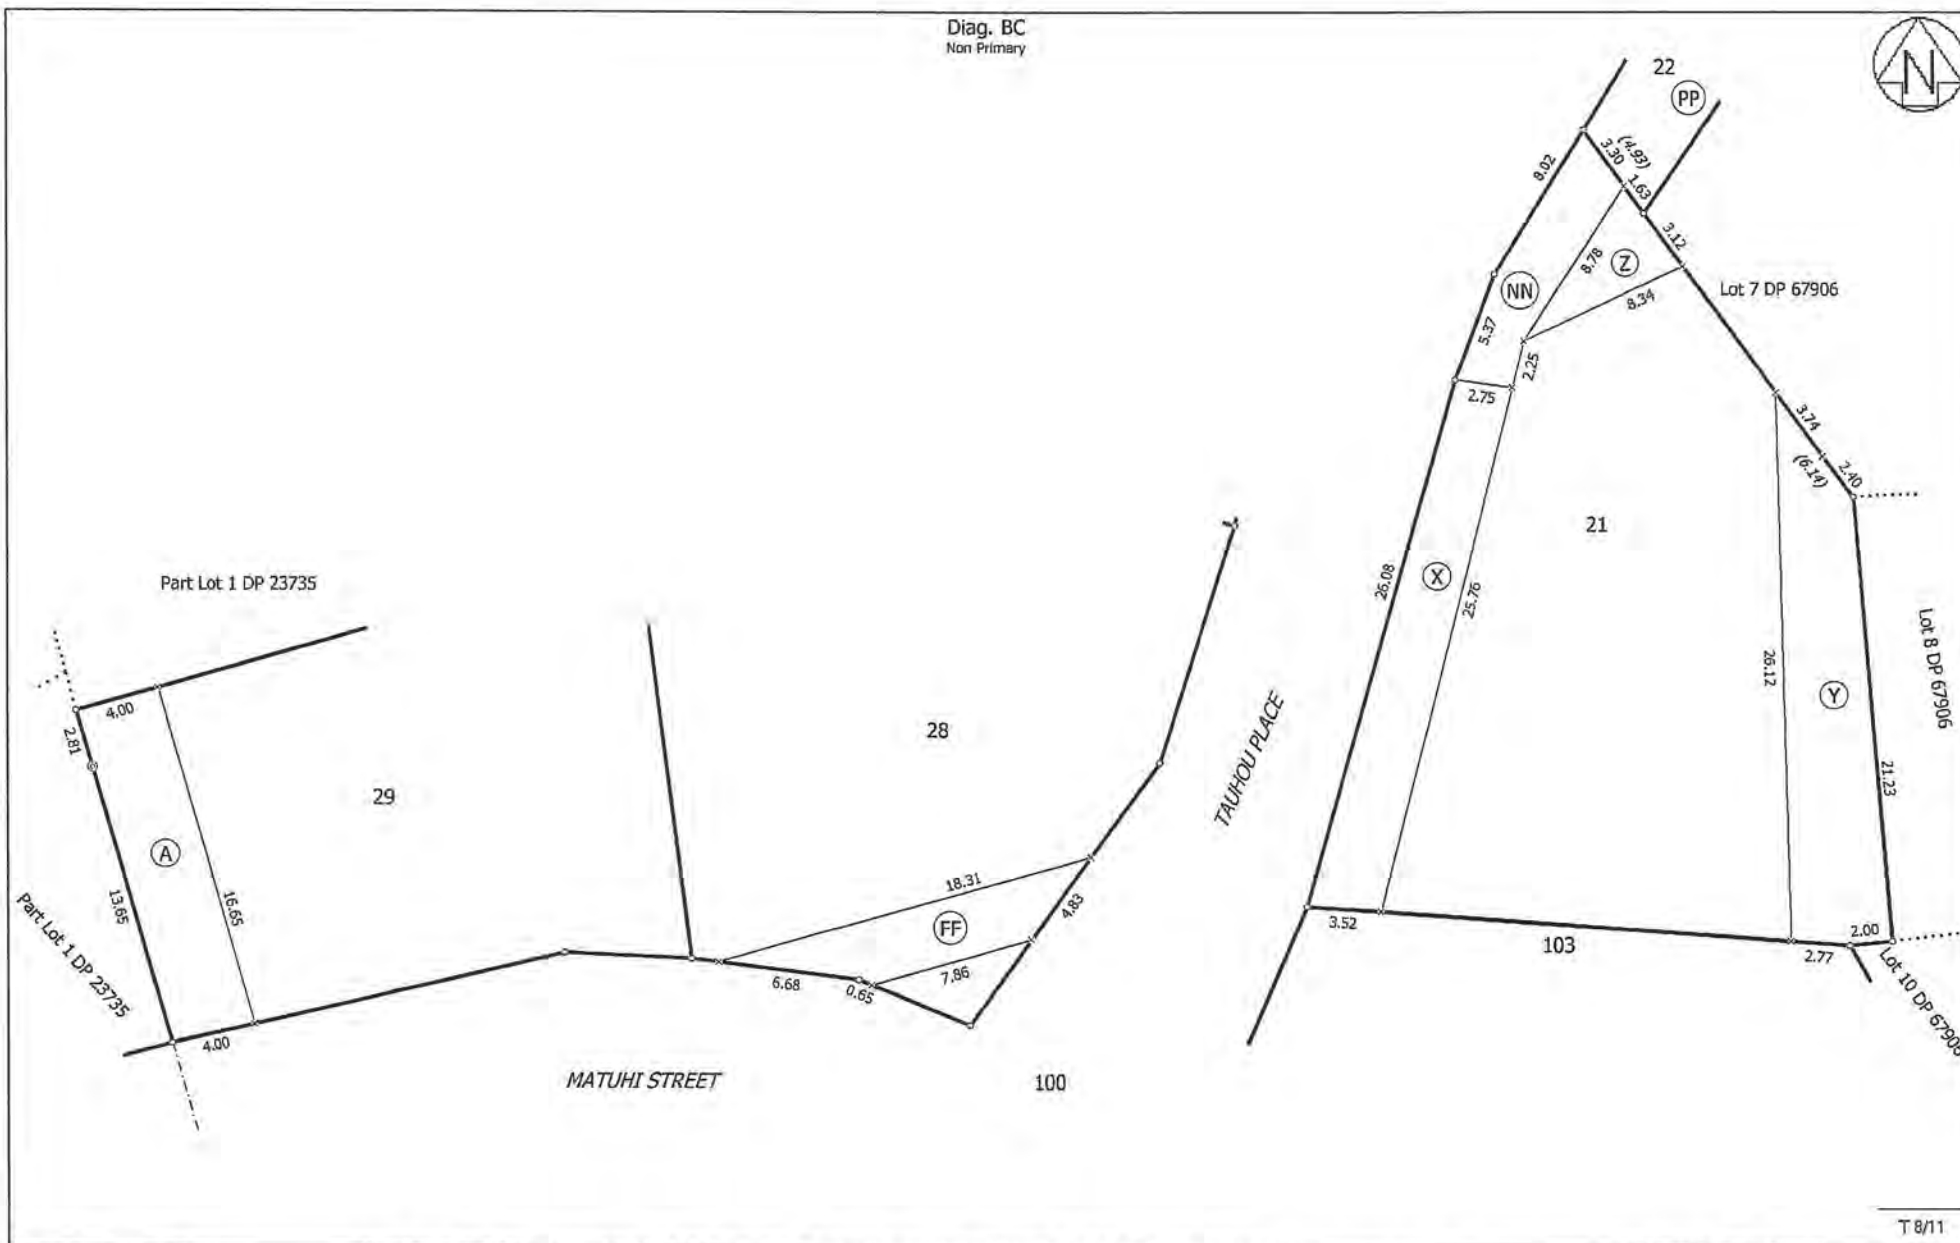 Diag. BC
Non Primary
N
22
PP
(4.93)
3.30
1.63
8.02
3.12
8.78
Z
Lot 7 DP 67906
NN
8.34
5.37
2.25
2.75
3.74
(6.14)
2.40
21
Part Lot 1 DP 23735
26.08
X
25.76
26.12
Y
Lot 8 DP 67906
21.23
4.00
2.81
28
TAUHOU PLACE
29
A
13.65
16.65
Part Lot 1 DP 23735
18.31
4.83
FF
3.52
103
2.00
2.77
Lot 10 DP 67906
7.86
6.68
0.65
4.00
MATUHI STREET
100
T 8/11